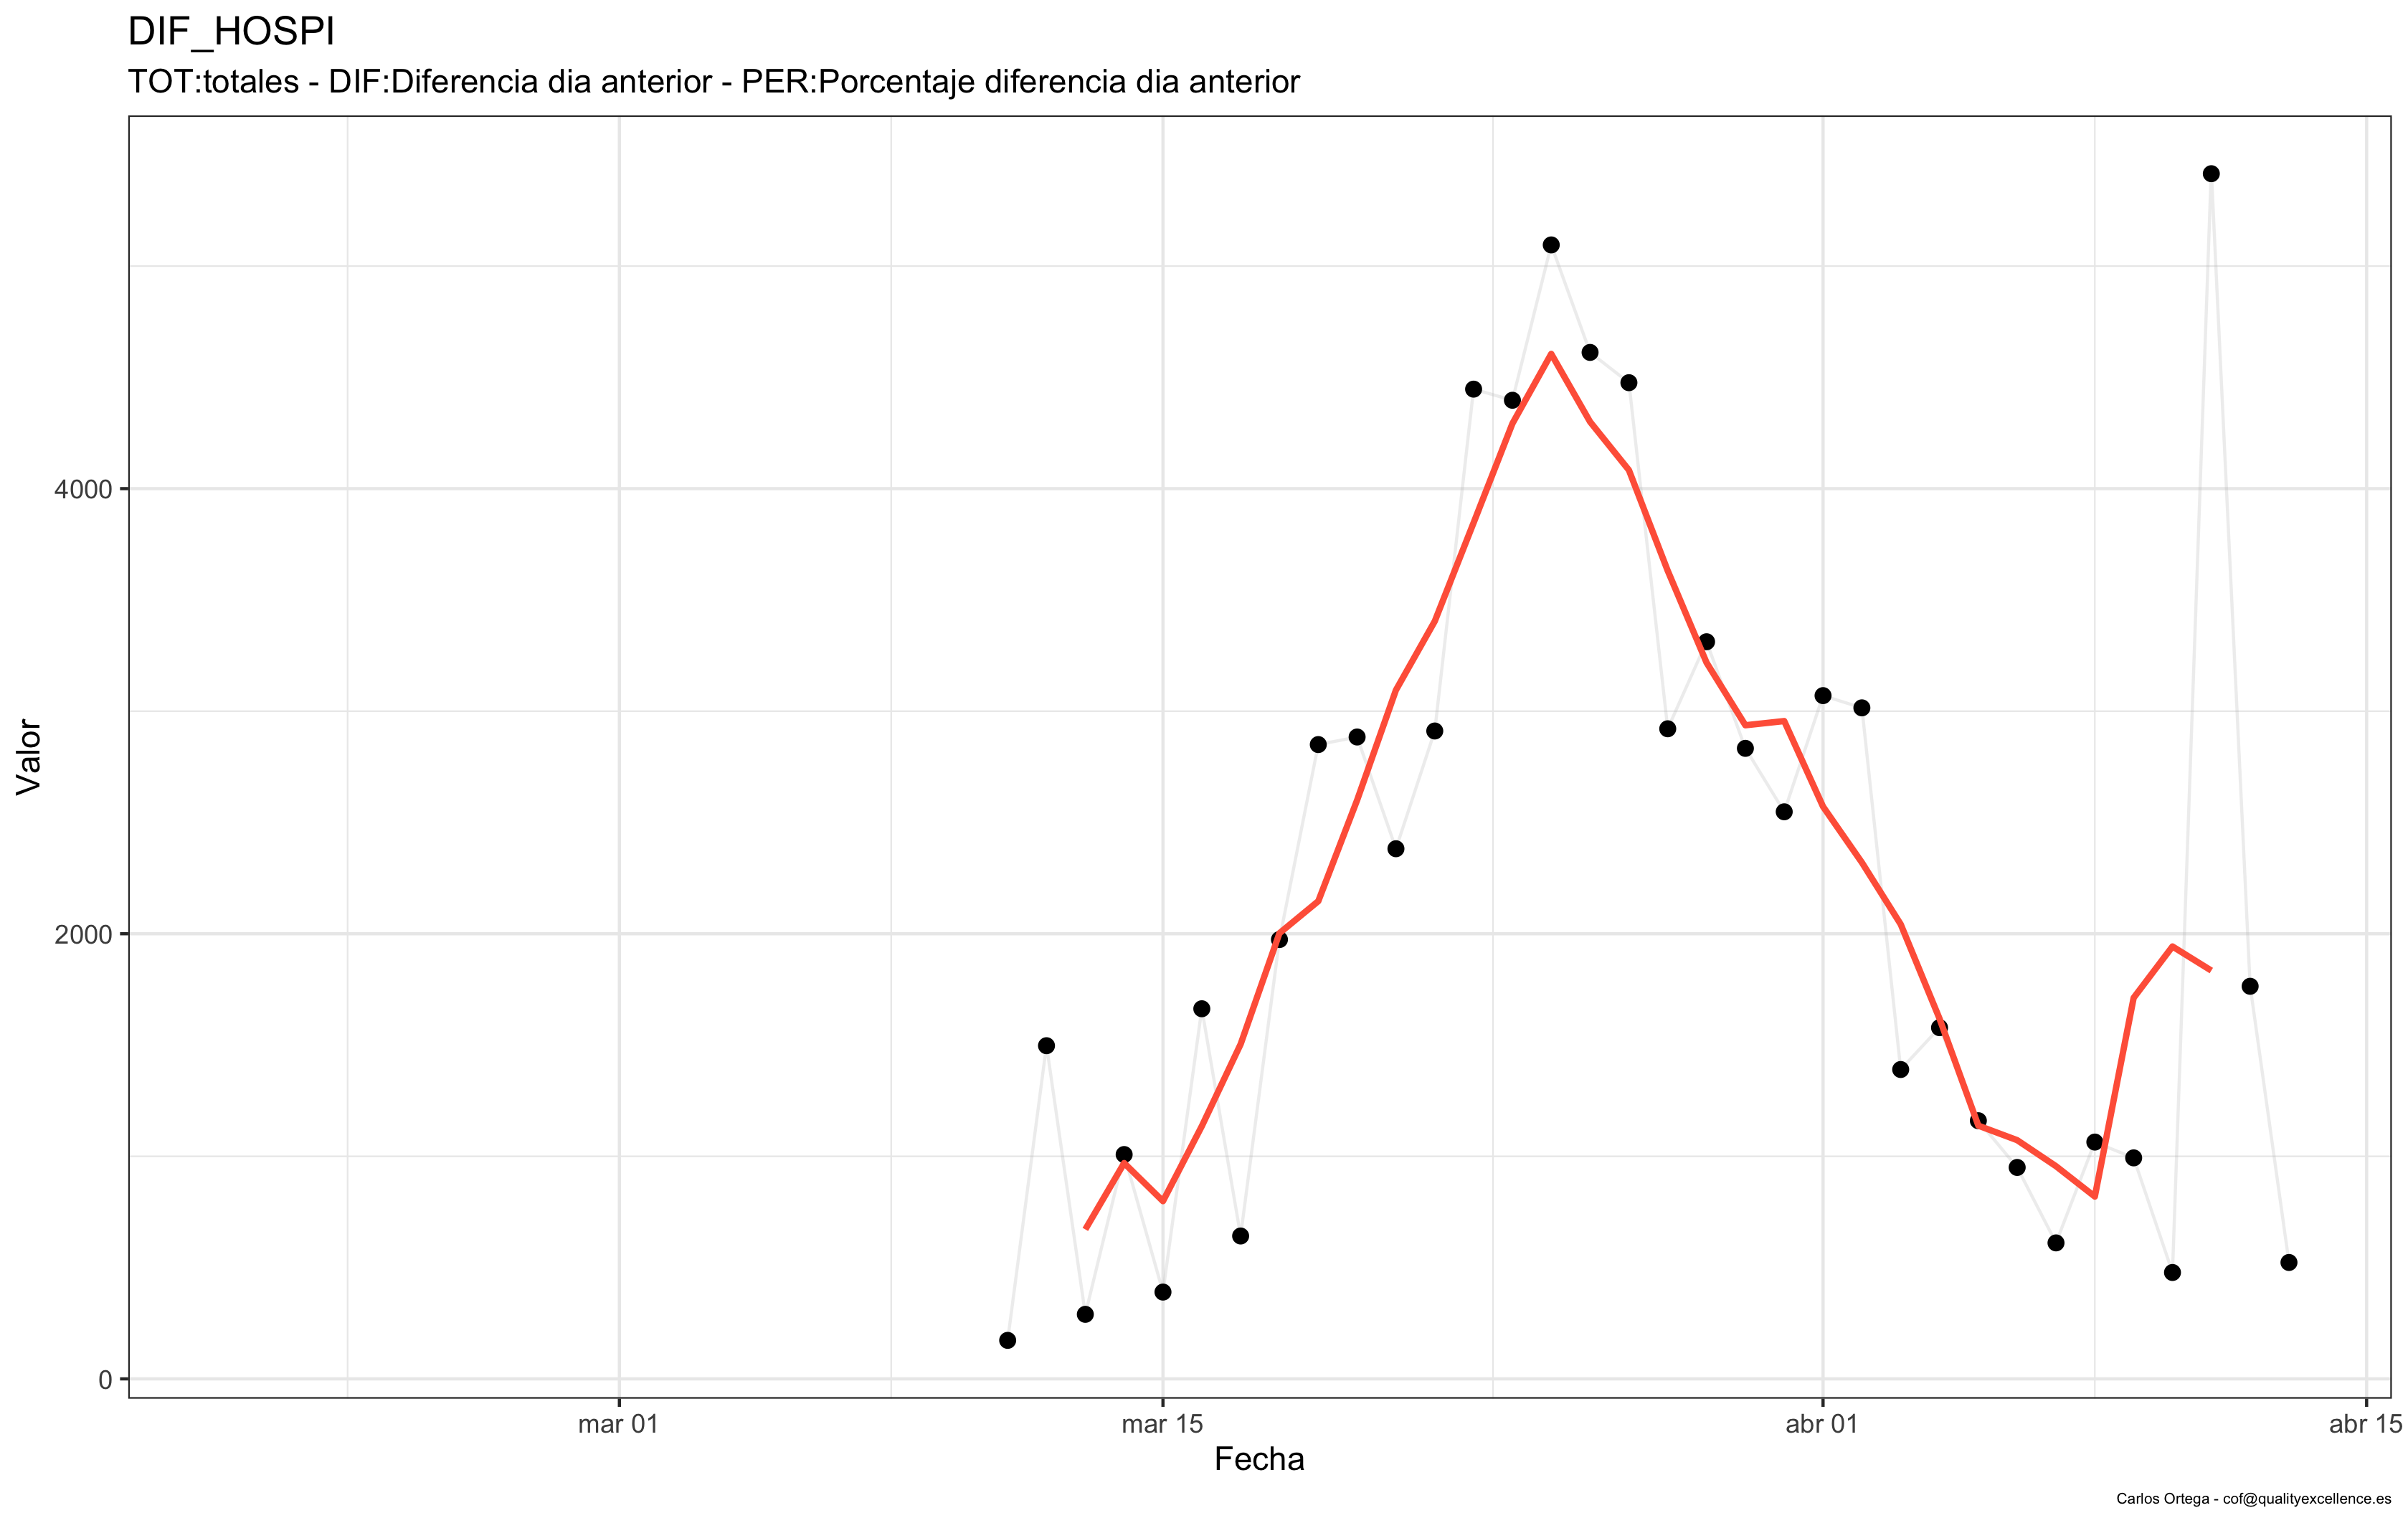 DIF_HOSPI
TOT:totales - DIF:Diferencia dia anterior - PER:Porcentaje diferencia dia anterior
Valor
4000
2000
0
mar 01
mar 15
abr 01
abr 15
Fecha
Carlos Ortega - cof@qualityexcellence.es